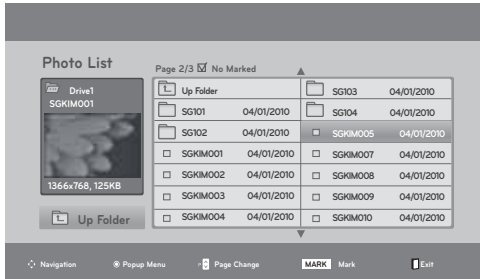 Photo List
Page 2/3 No Marked
Drive1
SGKIM001
1366x768, 125KB
Up Folder
Up Folder
SG101 04/01/2010
SG102 04/01/2010
SGKIM001 04/01/2010
SGKIM002 04/01/2010
SGKIM003 04/01/2010
SGKIM004 04/01/2010
SG103 04/01/2010
SG104 04/01/2010
SGKIM005 04/01/2010
SGKIM007 04/01/2010
SGKIM008 04/01/2010
SGKIM009 04/01/2010
SGKIM010 04/01/2010
Navigation Popup Menu Page Change MARK Mark Exit